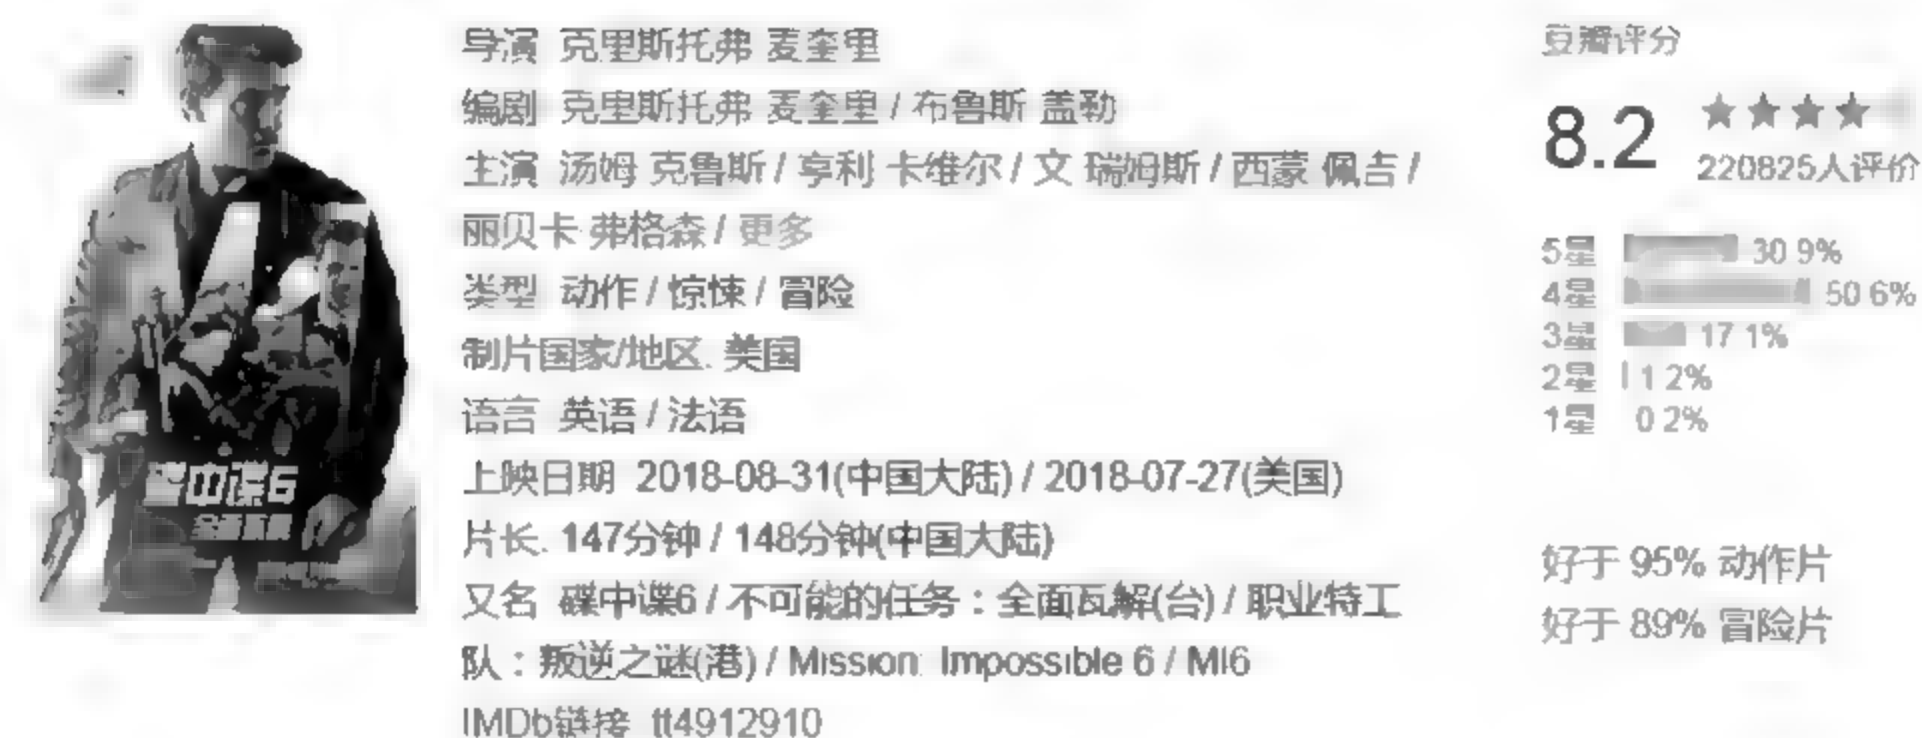 导演 克里斯托弗 麦奎里
编剧 克里斯托弗 麦奎里 / 布鲁斯 盖勒
主演 汤姆 克鲁斯 / 亨利 卡维尔 / 文 瑞姆斯 / 西蒙 佩吉 /
丽贝卡 弗格森 / 更多
类型 动作 / 惊悚 / 冒险
制片国家/地区. 美国
语言 英语 / 法语
上映日期 2018-08-31(中国大陆) / 2018-07-27(美国)
片长. 147分钟 / 148分钟(中国大陆)
又名 碟中谍6 / 不可能的任务：全面瓦解(台) / 职业特工
队：叛逆之谜(港) / Mission: Impossible 6 / MI6
IMDb链接 tt4912910
豆瓣评分
8.2
220825人评价
5星 30 9%
4星 50 6%
3星 17 1%
2星 1 2%
1星 0 2%
好于 95% 动作片
好于 89% 冒险片
中谍6